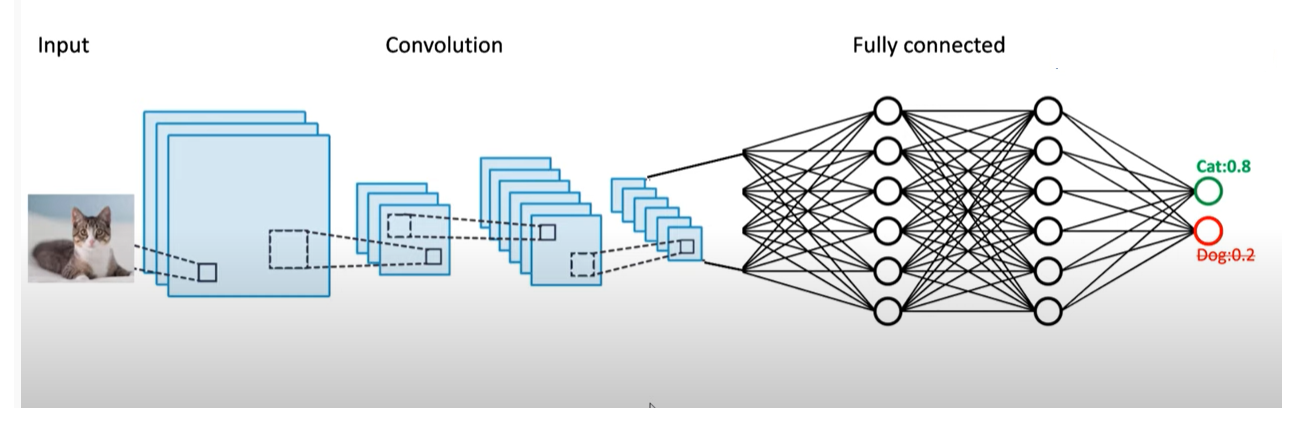 Input
Convolution
Fully connected
Cat:0.8
Dog:0.2